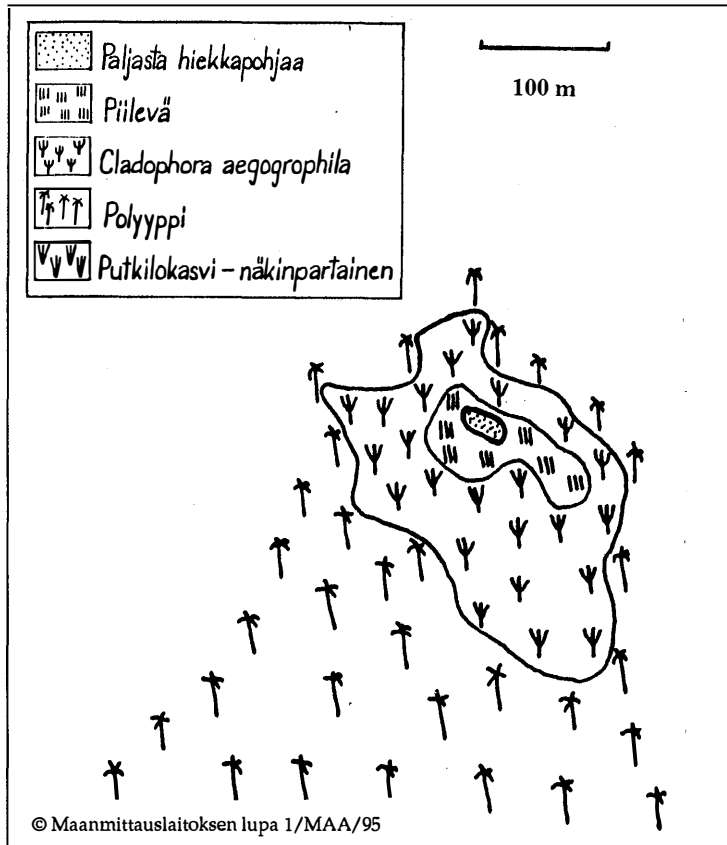 Paljasta hiekkapohjaa
100 m
Piilevä
Cladophora aegogrophila
Polyyppi
Putkilokasvi – näkinpartainen
© Maanmittauslaitoksen lupa 1/MAA/95